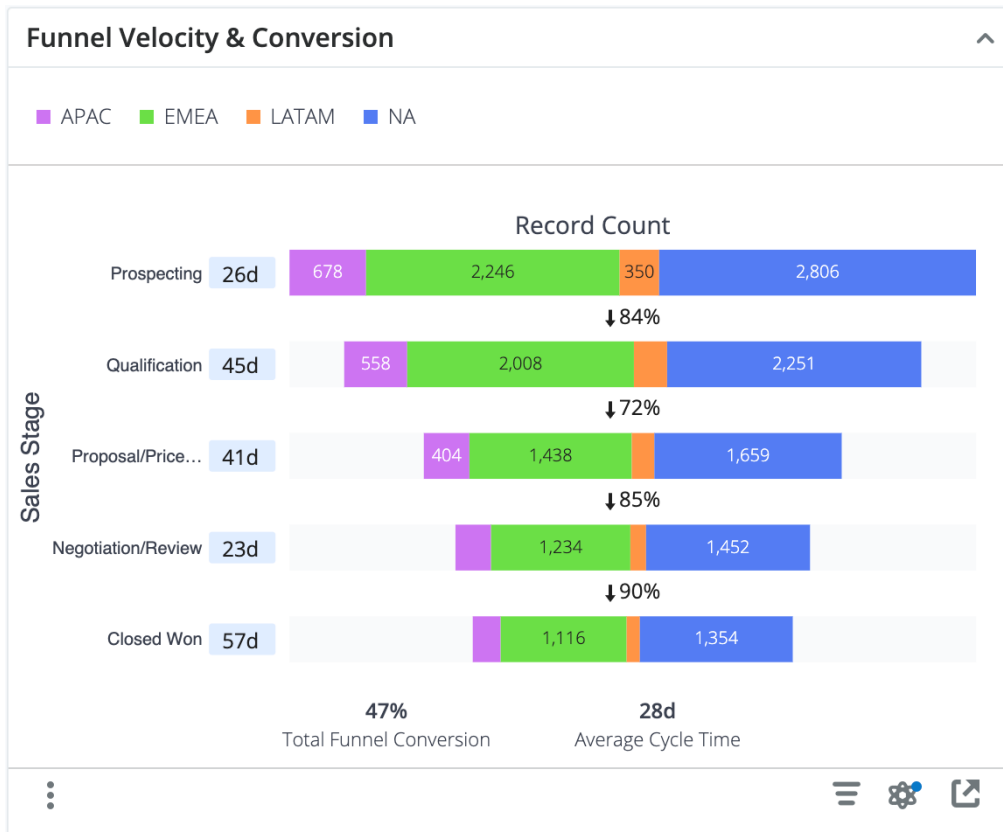 Funnel Velocity & Conversion
APAC EMEA LATAM NA
Record Count
Sales Stage
Prospecting 26d 678 2,246 350 2,806
84%
Qualification 45d 558 2,008 2,251
72%
Proposal/Price... 41d 404 1,438 1,659
85%
Negotiation/Review 23d 1,234 1,452
90%
Closed Won 57d 1,116 1,354
47% 28d
Total Funnel Conversion Average Cycle Time